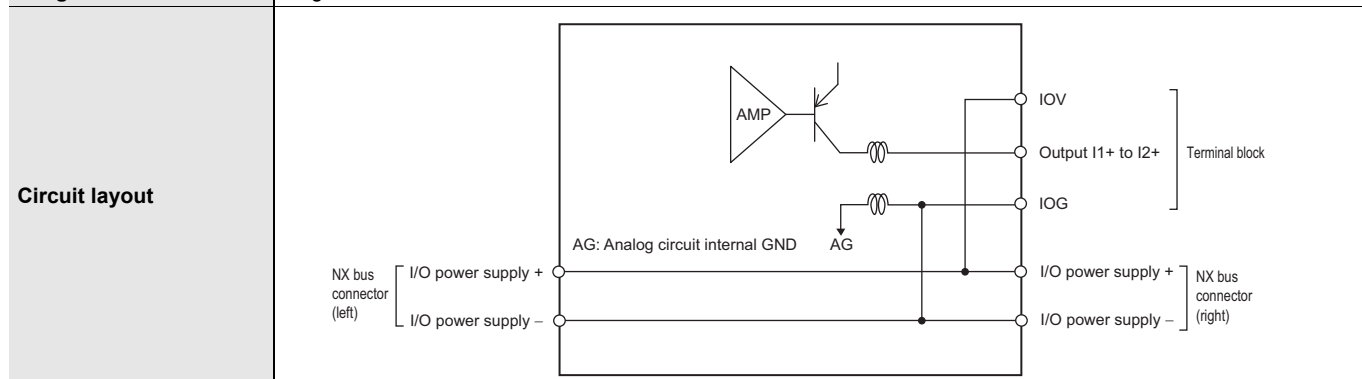 Circuit layout
AMP
IOV
Output I1+ to I2+
Terminal block
IOG
AG: Analog circuit internal GND
AG
NX bus
connector
(left)
I/O power supply +
I/O power supply −
I/O power supply +
I/O power supply −
NX bus
connector
(right)